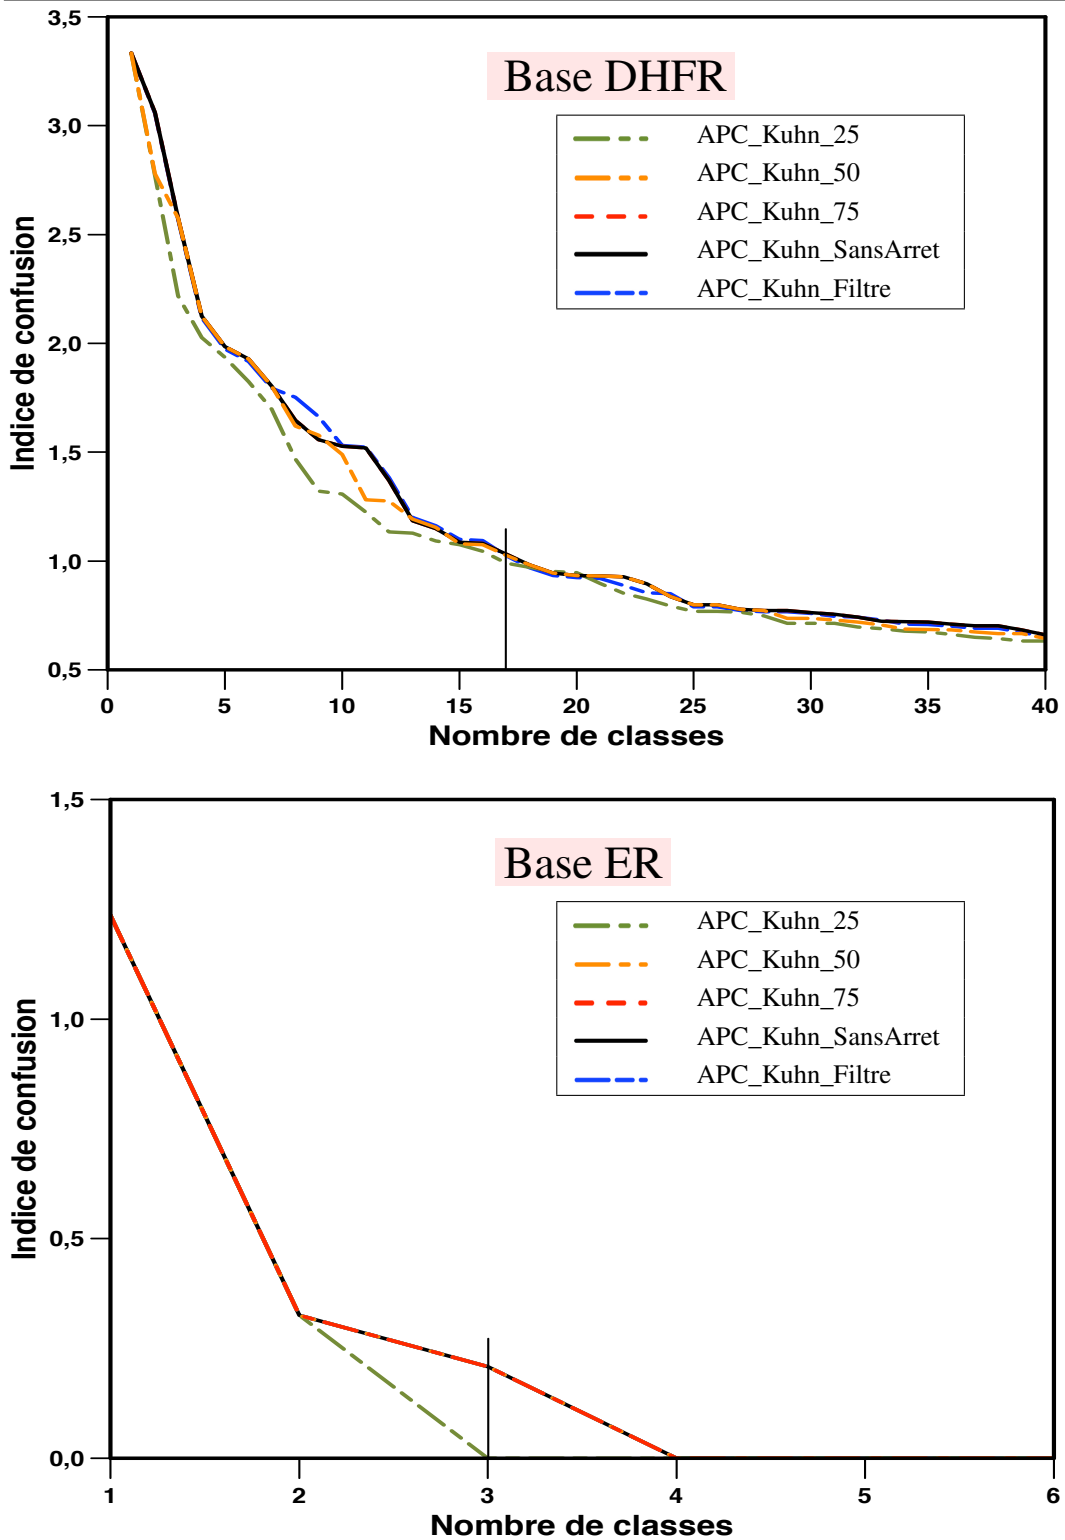 3,5
3,0
2,5
2,0
1,5
1,0
0,5
Indice de confusion
Base DHFR
APC_Kuhn_25
APC_Kuhn_50
APC_Kuhn_75
APC_Kuhn_SansArret
APC_Kuhn_Filtre
0 5 10 15 20 25 30 35 40
Nombre de classes
1,5
1,0
0,5
0,0
Indice de confusion
Base ER
APC_Kuhn_25
APC_Kuhn_50
APC_Kuhn_75
APC_Kuhn_SansArret
APC_Kuhn_Filtre
1 2 3 4 5 6
Nombre de classes